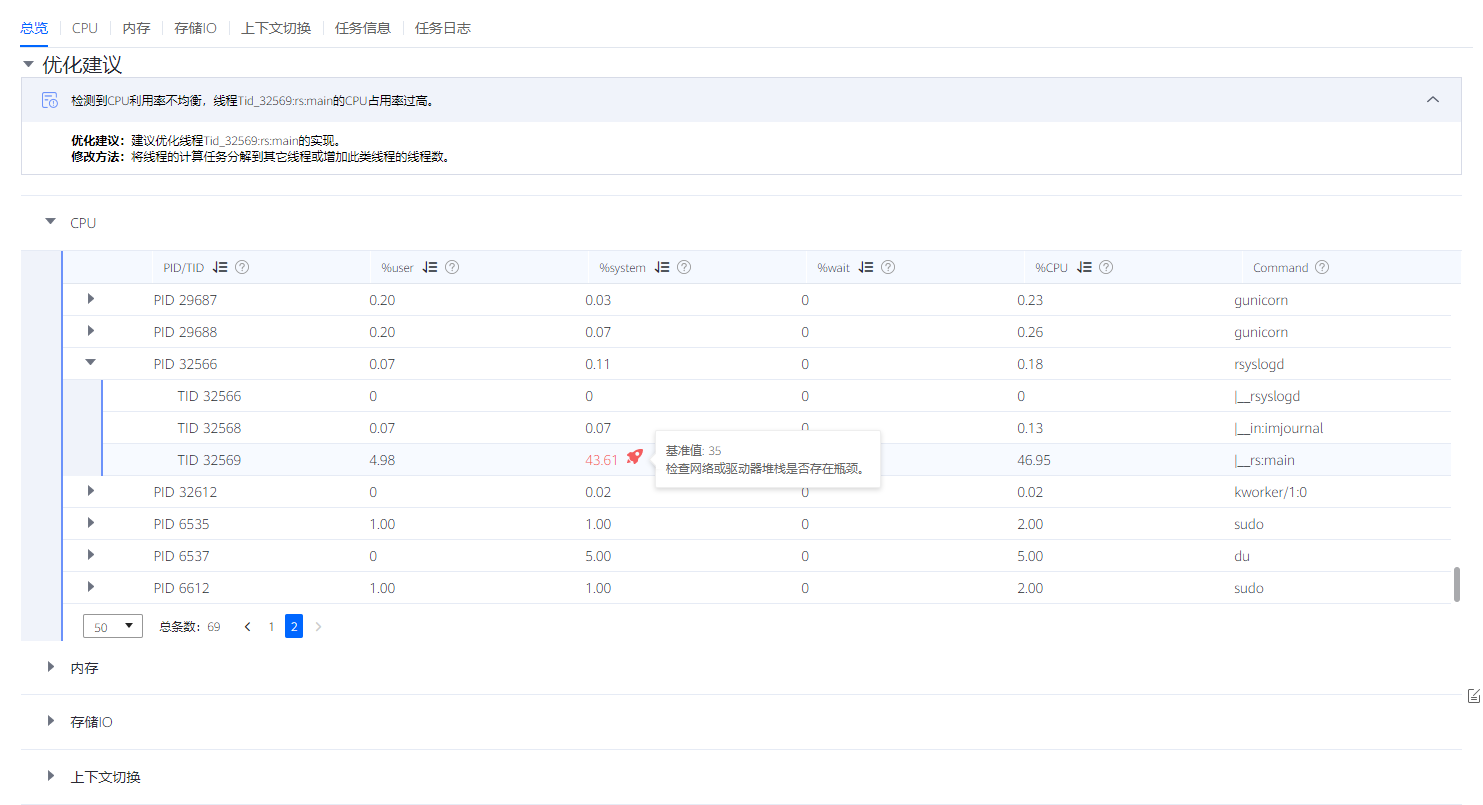 总览 CPU 内存 存储IO 上下文切换 任务信息 任务日志
优化建议
检测到CPU利用率不均衡，线程Tid_32569:rs:main的CPU占用率过高。
优化建议：建议优化线程Tid_32569:rs:main的实现。
修改方法：将线程的计算任务分解到其它线程或增加此类线程的线程数。
CPU
PID/TID %user %system %wait %CPU Command
PID 29687 0.20 0.03 0 0.23 gunicorn
PID 29688 0.20 0.07 0 0.26 gunicorn
PID 32566 0.07 0.11 0 0.18 rsyslogd
TID 32566 0 0 0 0 |__rsyslogd
TID 32568 0.07 0.07 0 0.13 |__in:imjournal
TID 32569 4.98 43.61 46.95 |__rs:main
基准值: 35
检查网络或驱动器堆栈是否存在瓶颈。
PID 32612 0 0.02 0 0.02 kworker/1:0
PID 6535 1.00 1.00 0 2.00 sudo
PID 6537 0 5.00 0 5.00 du
PID 6612 1.00 1.00 0 2.00 sudo
50 总条数：69 1 2
内存
存储IO
上下文切换